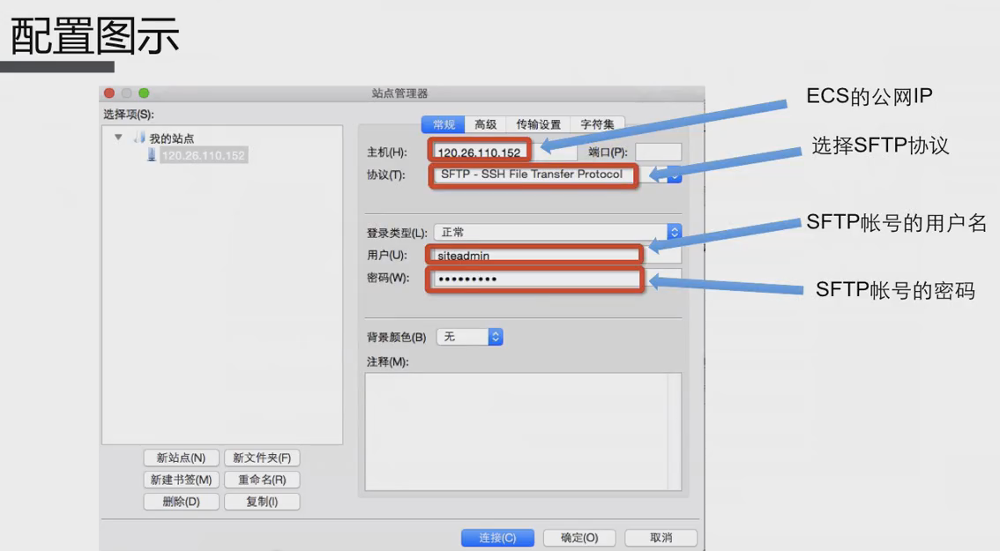 配置图示
站点管理器
选择项(S):
我的站点
120.26.110.152
新站点(N) 新文件夹(F)
新建书签(M) 重命名(R)
删除(D) 复制(I)
常规 高级 传输设置 字符集
主机(H): 120.26.110.152 端口(P):
协议(T): SFTP - SSH File Transfer Protocol
登录类型(L): 正常
用户(U): siteadmin
密码(W): •••••••••
背景颜色(B) 无
注释(M):
连接(C) 确定(O) 取消
ECS的公网IP
选择SFTP协议
SFTP帐号的用户名
SFTP帐号的密码